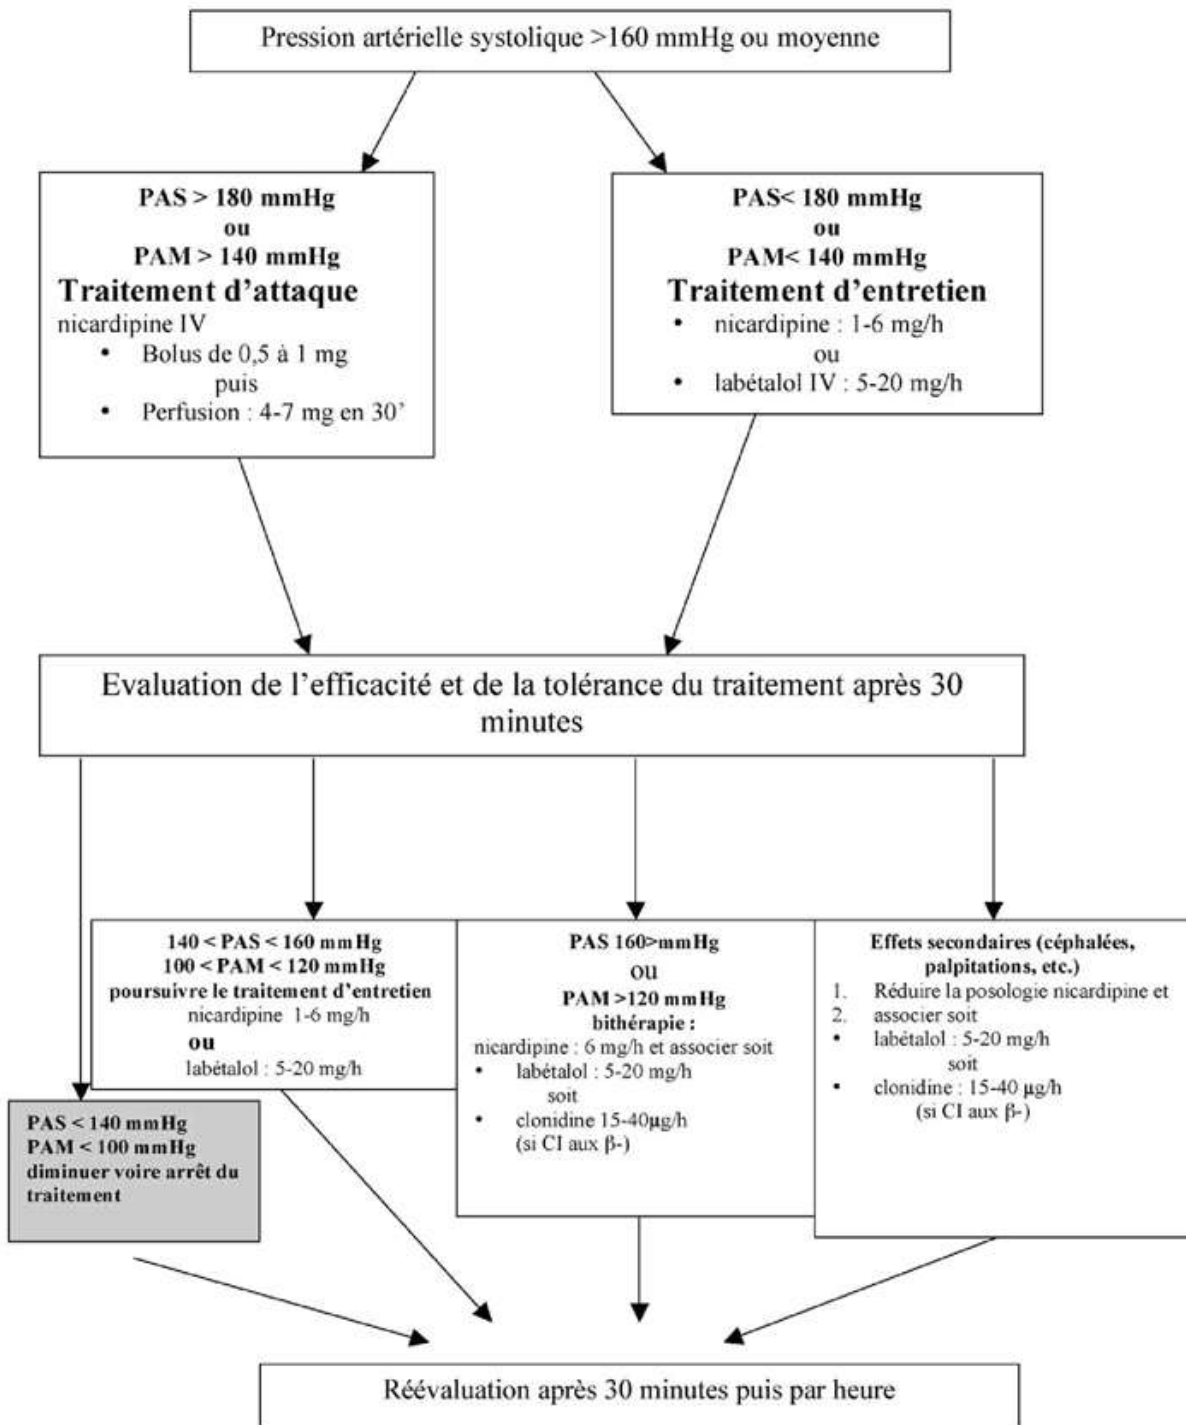 Pression artérielle systolique >160 mmHg ou moyenne
PAS > 180 mmHg
ou
PAM > 140 mmHg
Traitement d’attaque
nicardipine IV
• Bolus de 0,5 à 1 mg
puis
• Perfusion : 4-7 mg en 30’
PAS< 180 mmHg
ou
PAM< 140 mmHg
Traitement d’entretien
• nicardipine : 1-6 mg/h
ou
• labétalol IV : 5-20 mg/h
Evaluation de l’efficacité et de la tolérance du traitement après 30
minutes
PAS < 140 mmHg
PAM < 100 mmHg
diminuer voire arrêt du
traitement
140 < PAS < 160 mmHg
100 < PAM < 120 mmHg
poursuivre le traitement d’entretien
nicardipine 1-6 mg/h
ou
labétalol : 5-20 mg/h
PAS 160>mmHg
ou
PAM >120 mmHg
bithérapie :
nicardipine : 6 mg/h et associer soit
• labétalol : 5-20 mg/h
soit
• clonidine 15-40µg/h
(si CI aux β-)
Effets secondaires (céphalées,
palpitations, etc.)
1. Réduire la posologie nicardipine et
2. associer soit
• labétalol : 5-20 mg/h
soit
• clonidine : 15-40 µg/h
(si CI aux β-)
Réévaluation après 30 minutes puis par heure